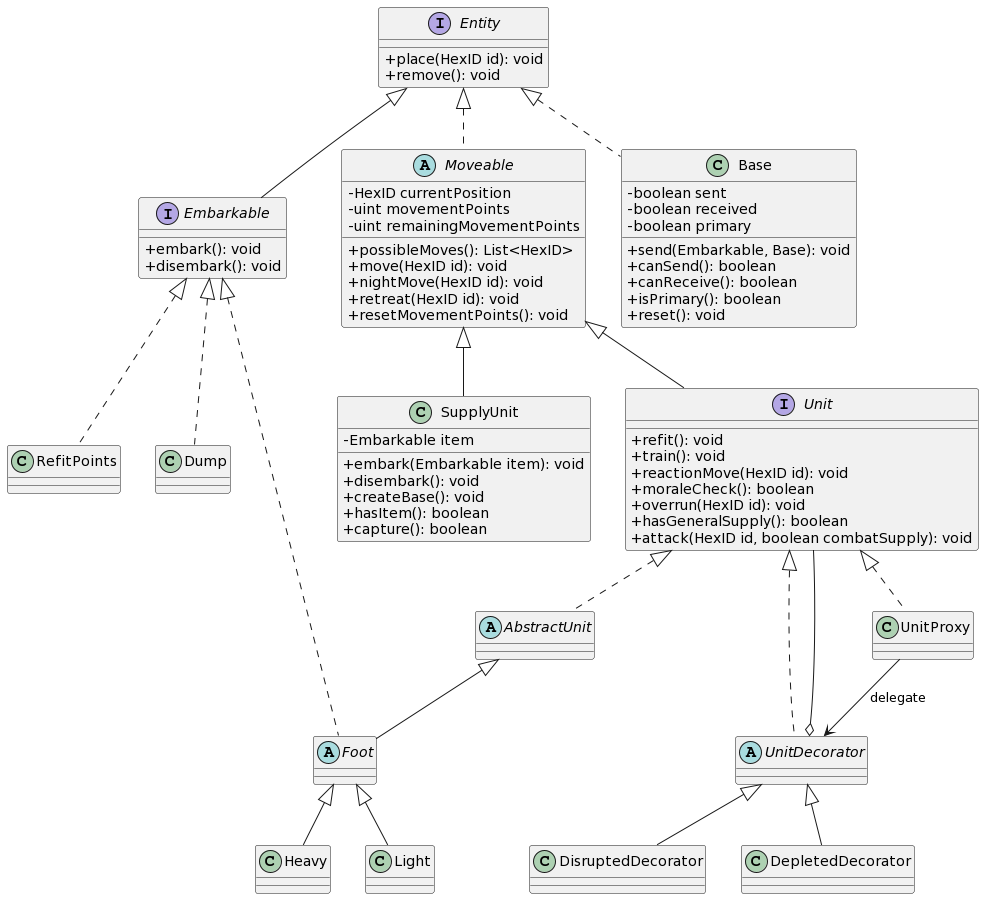 I Entity
+place(HexID id): void
+remove(): void
A Moveable
-HexID currentPosition
-uint movementPoints
-uint remainingMovementPoints
+possibleMoves(): List<HexID>
+move(HexID id): void
+nightMove(HexID id): void
+retreat(HexID id): void
+resetMovementPoints(): void
C Base
-boolean sent
-boolean received
-boolean primary
+send(Embarkable, Base): void
+canSend(): boolean
+canReceive(): boolean
+isPrimary(): boolean
+reset(): void
I Embarkable
+embark(): void
+disembark(): void
C RefitPoints
C Dump
C SupplyUnit
-Embarkable item
+embark(Embarkable item): void
+disembark(): void
+createBase(): void
+hasItem(): boolean
+capture(): boolean
I Unit
+refit(): void
+train(): void
+reactionMove(HexID id): void
+moraleCheck(): boolean
+overrun(HexID id): void
+hasGeneralSupply(): boolean
+attack(HexID id, boolean combatSupply): void
A AbstractUnit
C UnitProxy
delegate
A Foot
A UnitDecorator
C Heavy
C Light
C DisruptedDecorator
C DepletedDecorator